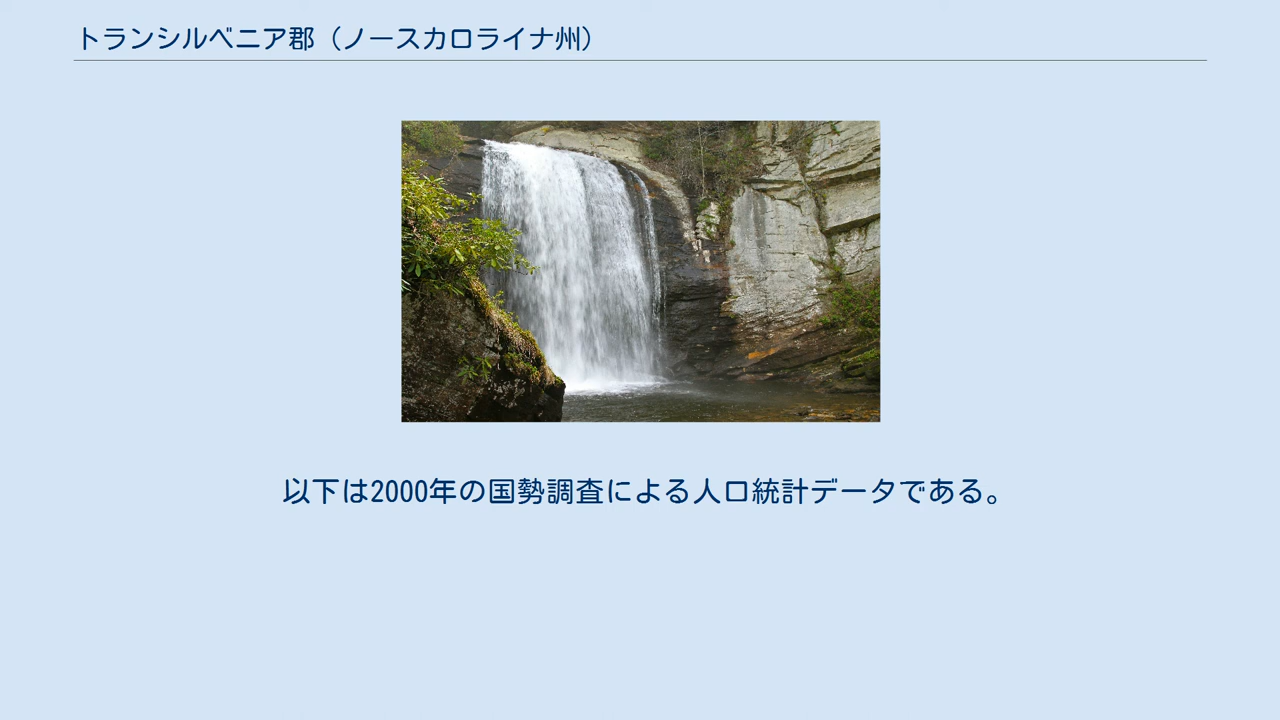 トランシルベニア郡（ノースカロライナ州）
以下は2000年の国勢調査による人口統計データである。